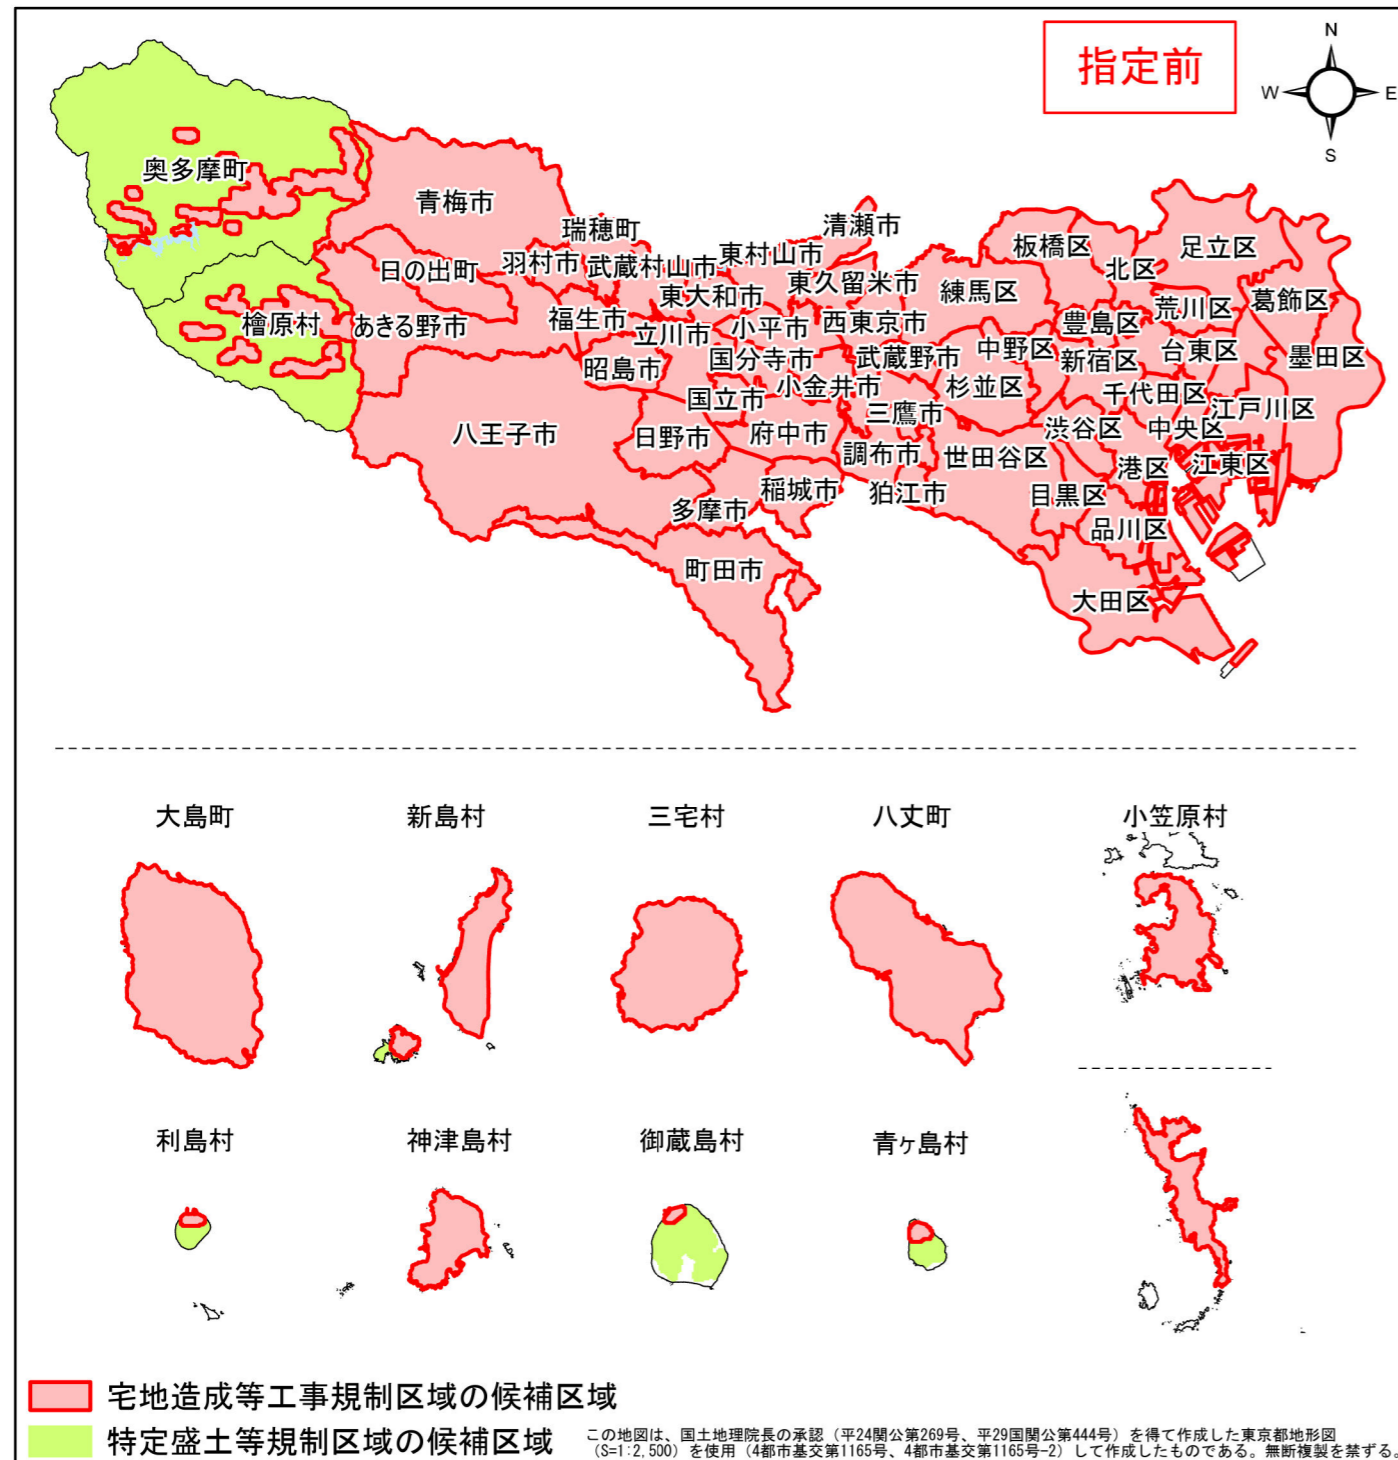 指定前
N
W
E
S
奥多摩町
青梅市
瑞穂町
清瀬市
板橋区
足立区
日の出町
羽村市
武蔵村山市
東村山市
北区
東大和市
東久留米市
練馬区
荒川区
葛飾区
檜原村
あきる野市
福生市
立川市
小平市
西東京市
豊島区
台東区
墨田区
昭島市
国分寺市
武蔵野市
中野区
新宿区
国立市
小金井市
杉並区
千代田区
江戸川区
八王子市
日野市
府中市
三鷹市
渋谷区
中央区
調布市
世田谷区
港区
江東区
多摩市
稲城市
狛江市
目黒区
品川区
町田市
大田区
大島町
新島村
三宅村
八丈町
小笠原村
利島村
神津島村
御蔵島村
青ヶ島村
宅地造成等工事規制区域の候補区域
特定盛土等規制区域の候補区域
この地図は、国土地理院長の承認（平24関公第269号、平29国関公第444号）を得て作成した東京都地形図
（S=1:2,500）を使用（4都市基交第1165号、4都市基交第1165号-2）して作成したものである。無断複製を禁ずる。